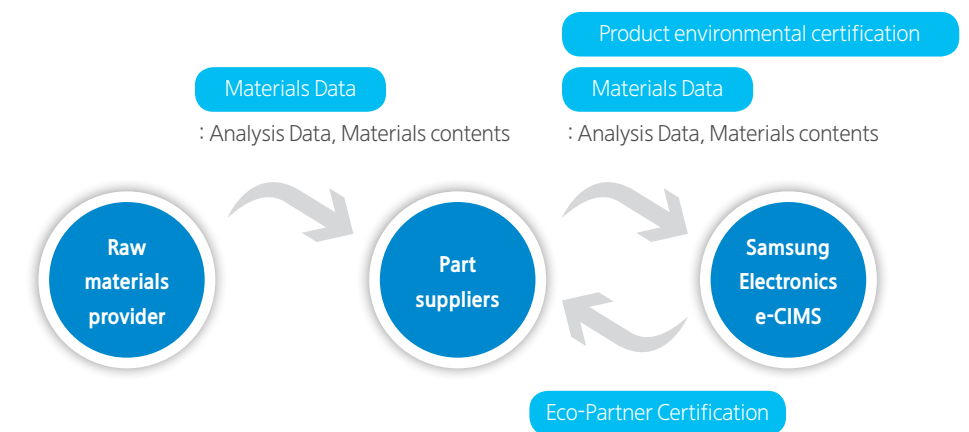 Product environmental certification
Materials Data
: Analysis Data, Materials contents
Materials Data
: Analysis Data, Materials contents
Raw
materials
provider
Part
suppliers
Samsung
Electronics
e-CIMS
Eco-Partner Certification